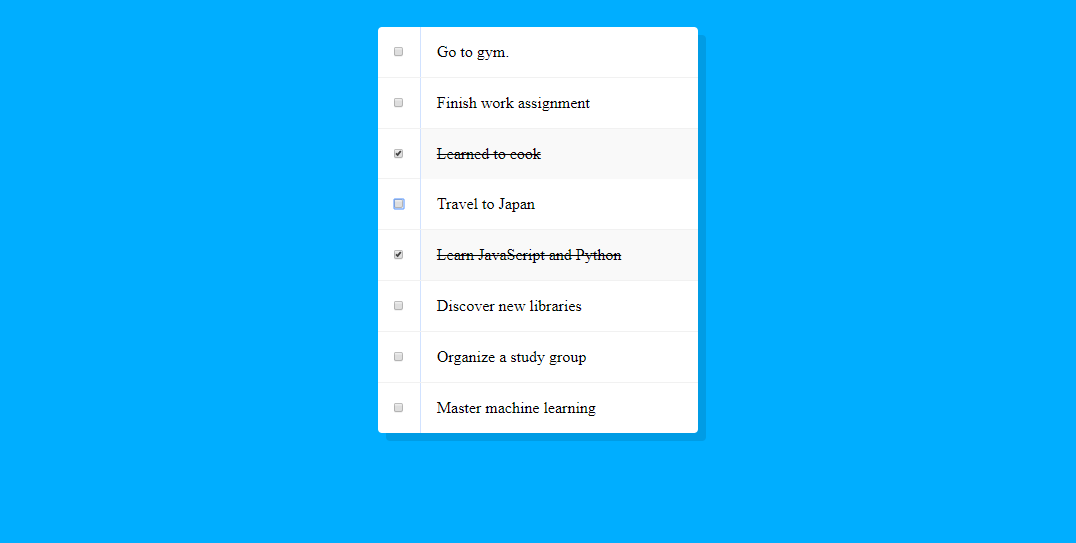 Go to gym.
Finish work assignment
Learned to cook
Travel to Japan
Learn JavaScript and Python
Discover new libraries
Organize a study group
Master machine learning